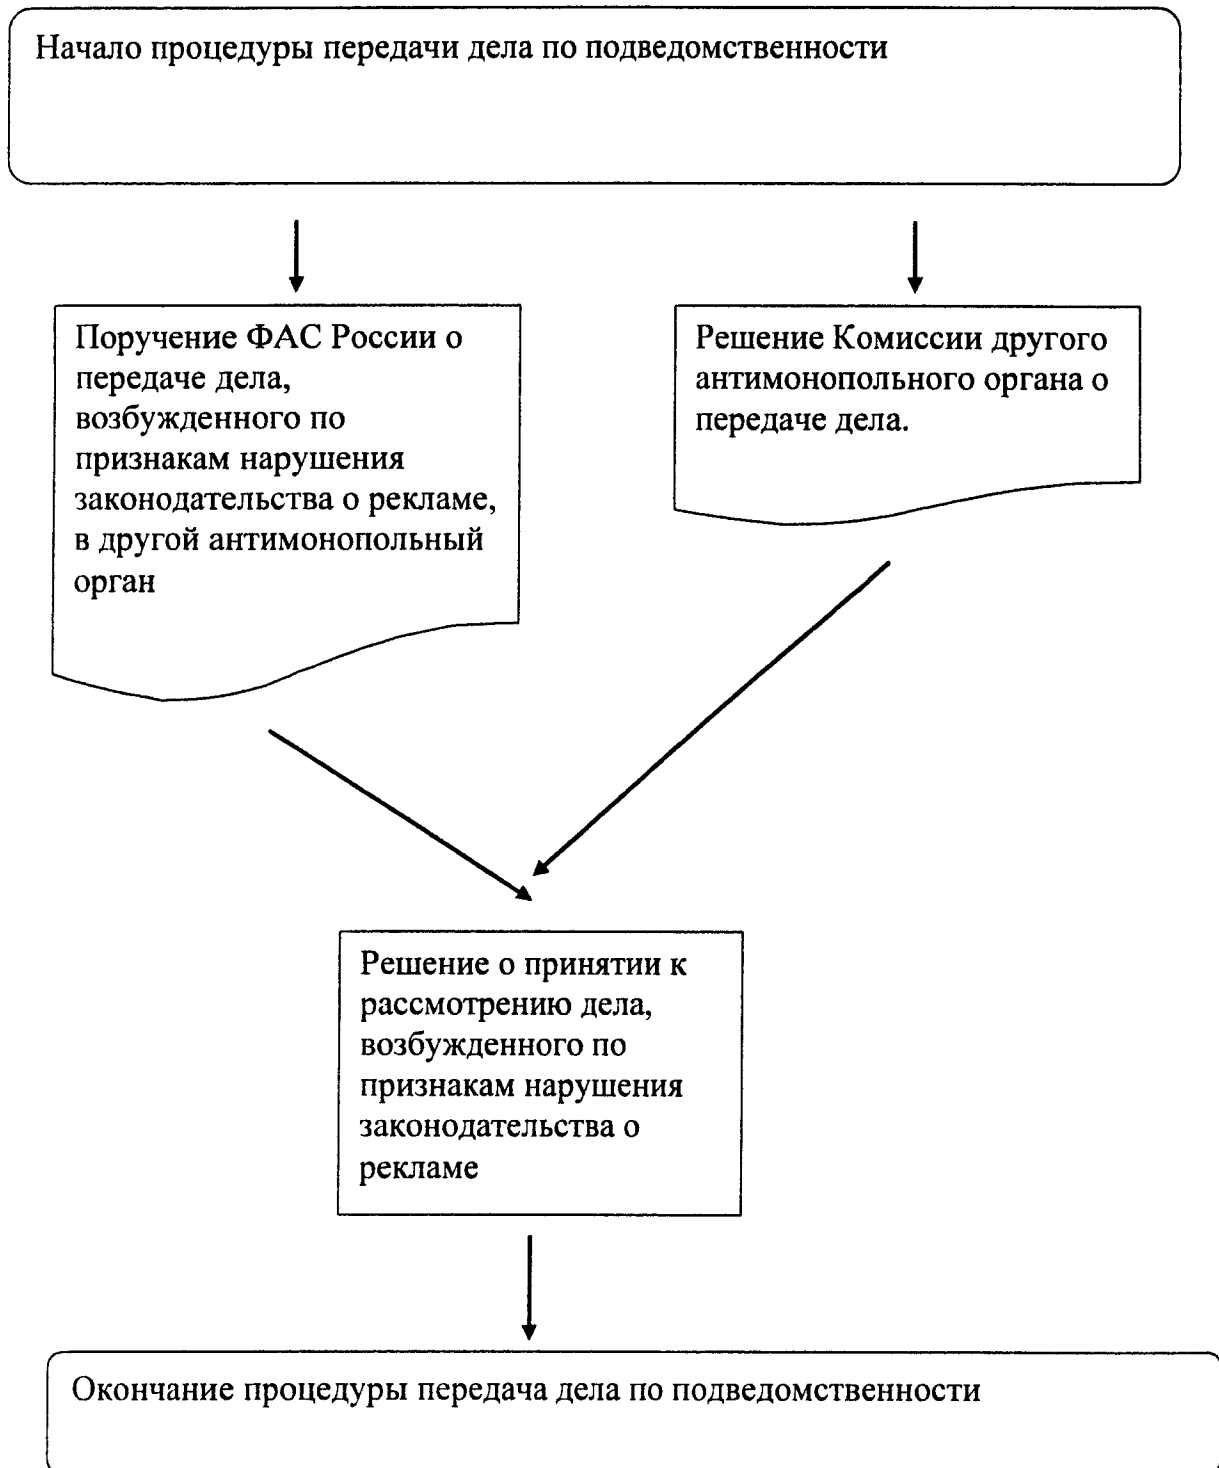 Начало процедуры передачи дела по подведомственности
Поручение ФАС России о
передаче дела,
возбужденного по
признакам нарушения
законодательства о рекламе,
в другой антимонопольный
орган
Решение Комиссии другого
антимонопольного органа о
передаче дела.
Решение о принятии к
рассмотрению дела,
возбужденного по
признакам нарушения
законодательства о
рекламе
Окончание процедуры передача дела по подведомственности